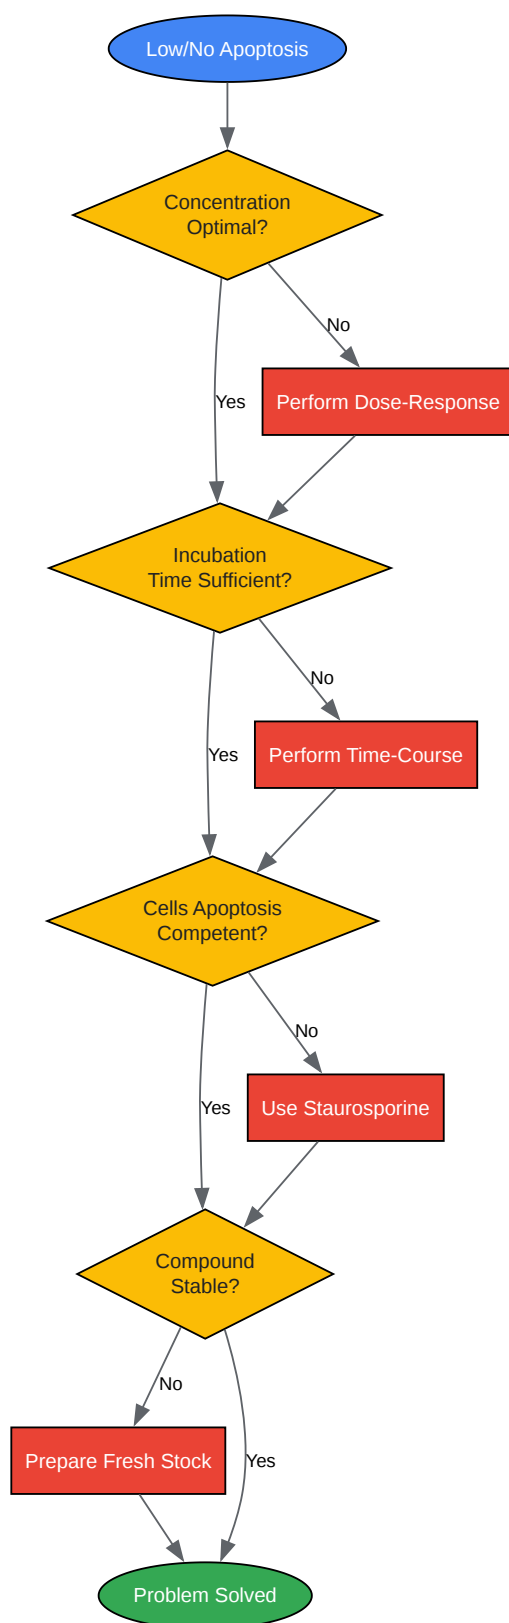 Low/No Apoptosis
Concentration
Optimal?
No
Perform Dose-Response
Yes
Incubation
Time Sufficient?
No
Perform Time-Course
Yes
Cells Apoptosis
Competent?
No
Use Staurosporine
Yes
Compound
Stable?
No
Prepare Fresh Stock
Yes
Problem Solved